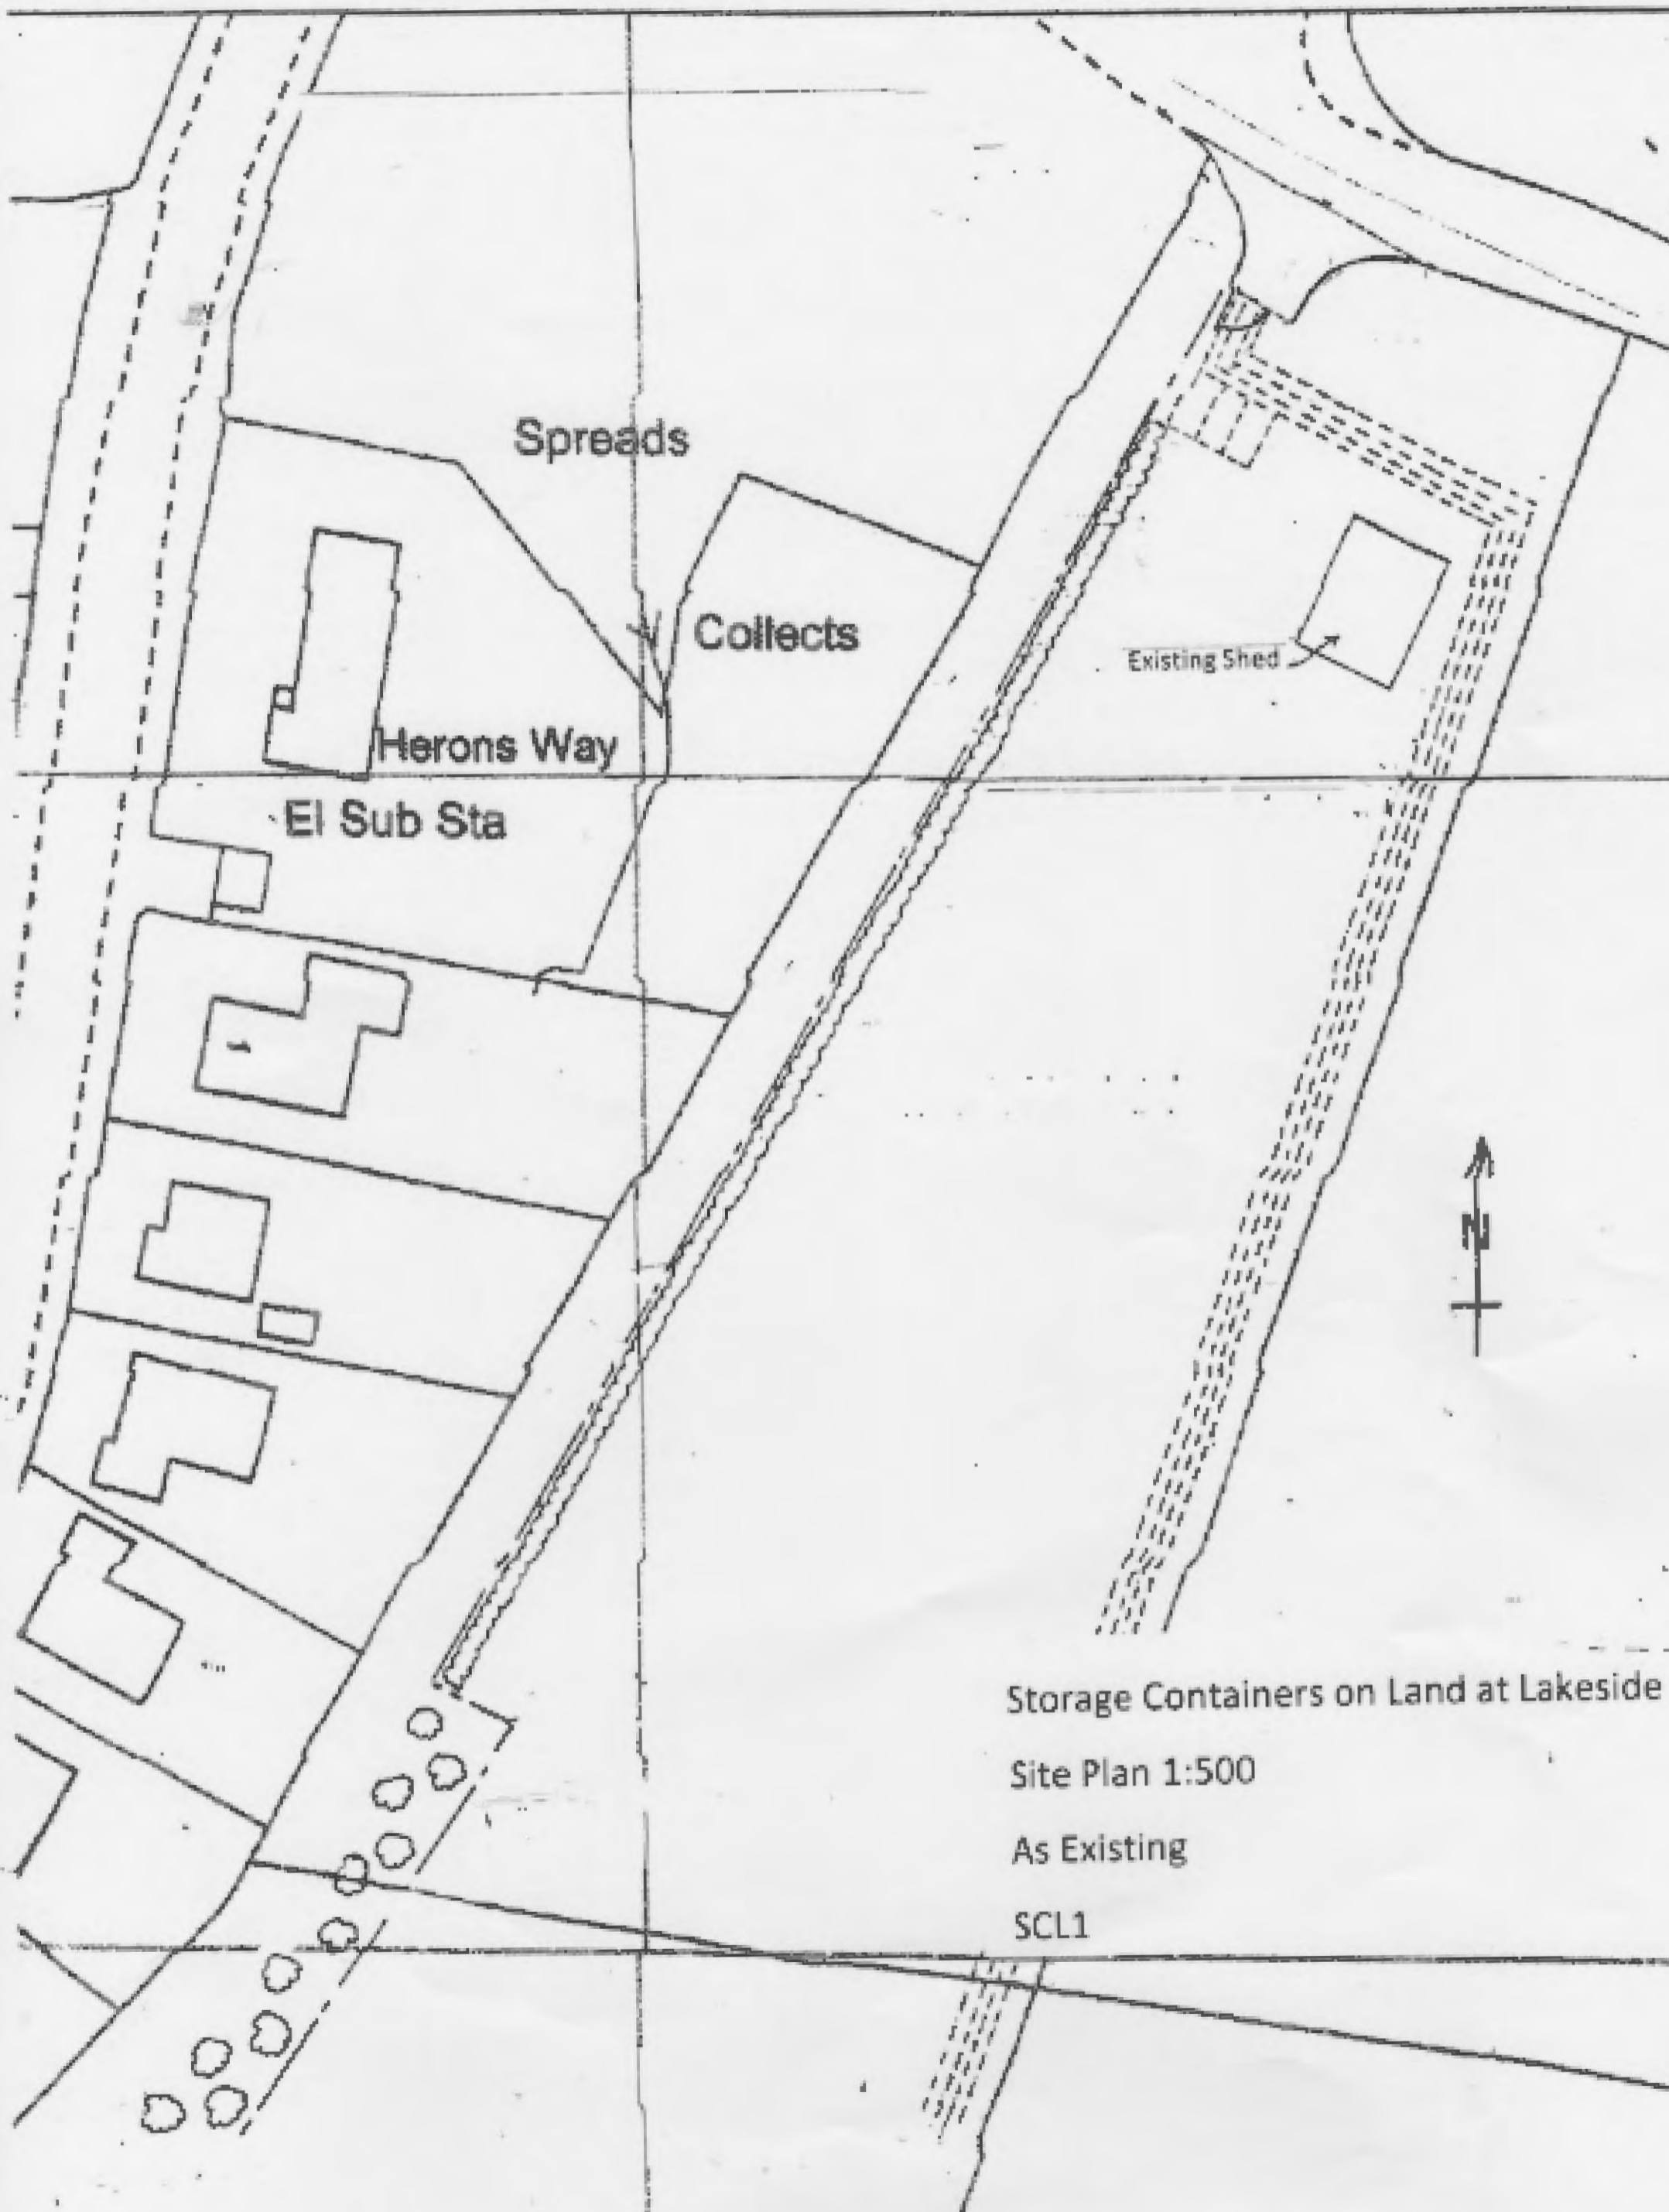 Spreads
Collects
Existing Shed
Herons Way
El Sub Sta
N
Storage Containers on Land at Lakeside
Site Plan 1:500
As Existing
SCL1